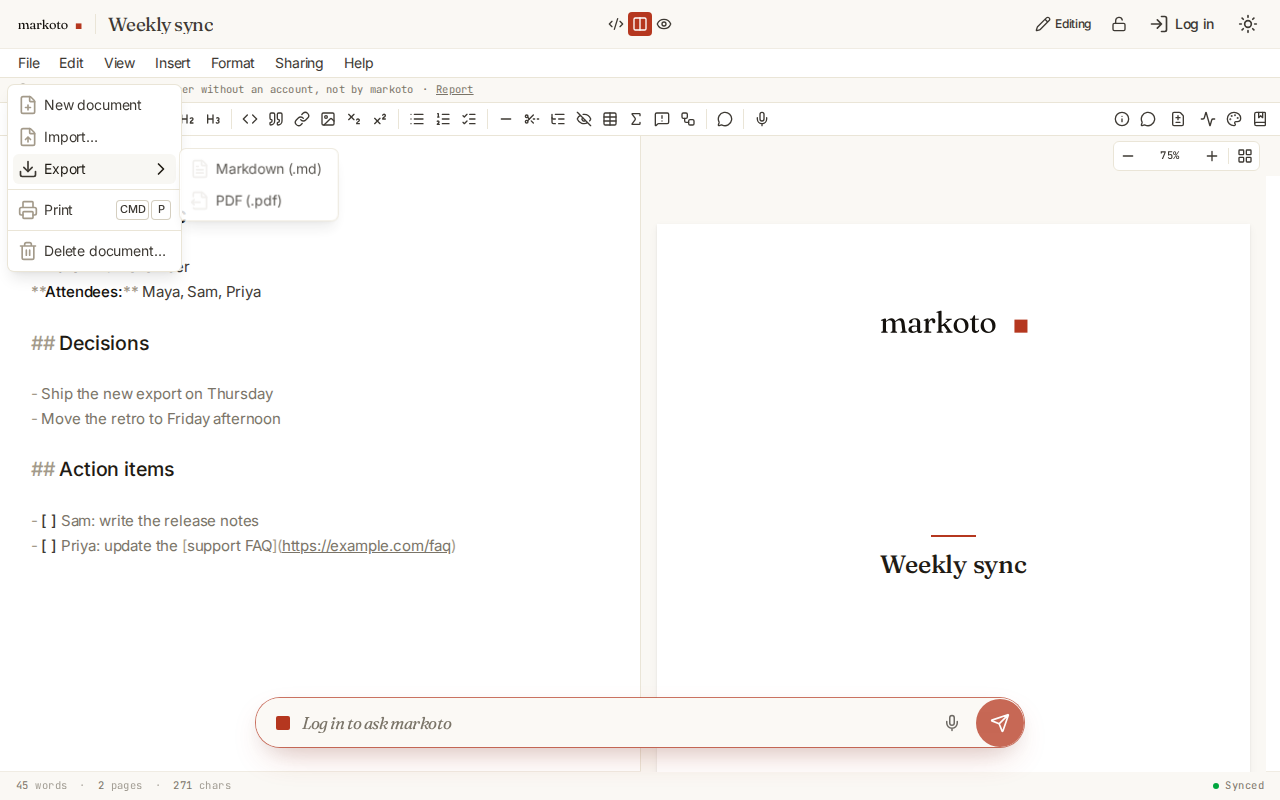 markoto
Weekly sync
Editing
Log in
File Edit View Insert Format Sharing Help
er without an account, not by markoto · Report
H₂ H₃
x₂ x²
75%
New document
Import...
Export
Markdown (.md)
PDF (.pdf)
Print CMD P
Delete document...
**Attendees:** Maya, Sam, Priya
## Decisions
- Ship the new export on Thursday
- Move the retro to Friday afternoon
## Action items
- [ ] Sam: write the release notes
- [ ] Priya: update the [support FAQ](https://example.com/faq)
markoto
Weekly sync
Log in to ask markoto
45 words · 2 pages · 271 chars
Synced